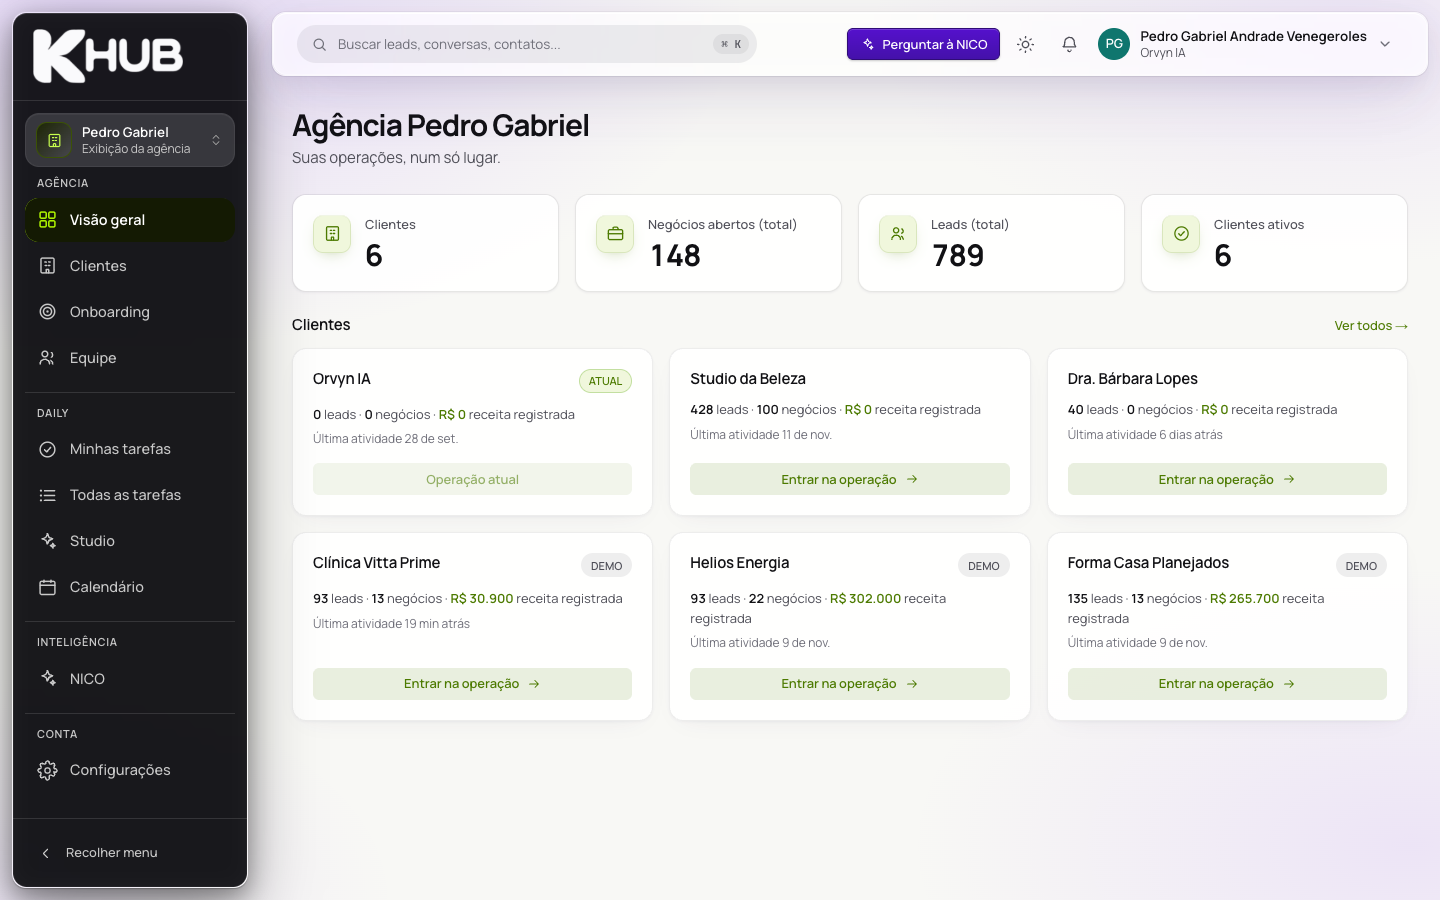 KHUB
Pedro Gabriel
Exibição da agência
AGÊNCIA
Visão geral
Clientes
Onboarding
Equipe
DAILY
Minhas tarefas
Todas as tarefas
Studio
Calendário
INTELIGÊNCIA
NICO
CONTA
Configurações
Recolher menu
Buscar leads, conversas, contatos...
⌘ K
Perguntar à NICO
PG
Pedro Gabriel Andrade Venegeroles
Orvyn IA
Agência Pedro Gabriel
Suas operações, num só lugar.
Clientes
6
Negócios abertos (total)
148
Leads (total)
789
Clientes ativos
6
Clientes
Ver todos →
Orvyn IA
ATUAL
0 leads · 0 negócios · R$ 0 receita registrada
Última atividade 28 de set.
Operação atual
Studio da Beleza
428 leads · 100 negócios · R$ 0 receita registrada
Última atividade 11 de nov.
Entrar na operação →
Dra. Bárbara Lopes
40 leads · 0 negócios · R$ 0 receita registrada
Última atividade 6 dias atrás
Entrar na operação →
Clínica Vitta Prime
DEMO
93 leads · 13 negócios · R$ 30.900 receita registrada
Última atividade 19 min atrás
Entrar na operação →
Helios Energia
DEMO
93 leads · 22 negócios · R$ 302.000 receita
registrada
Última atividade 9 de nov.
Entrar na operação →
Forma Casa Planejados
DEMO
135 leads · 13 negócios · R$ 265.700 receita
registrada
Última atividade 9 de nov.
Entrar na operação →